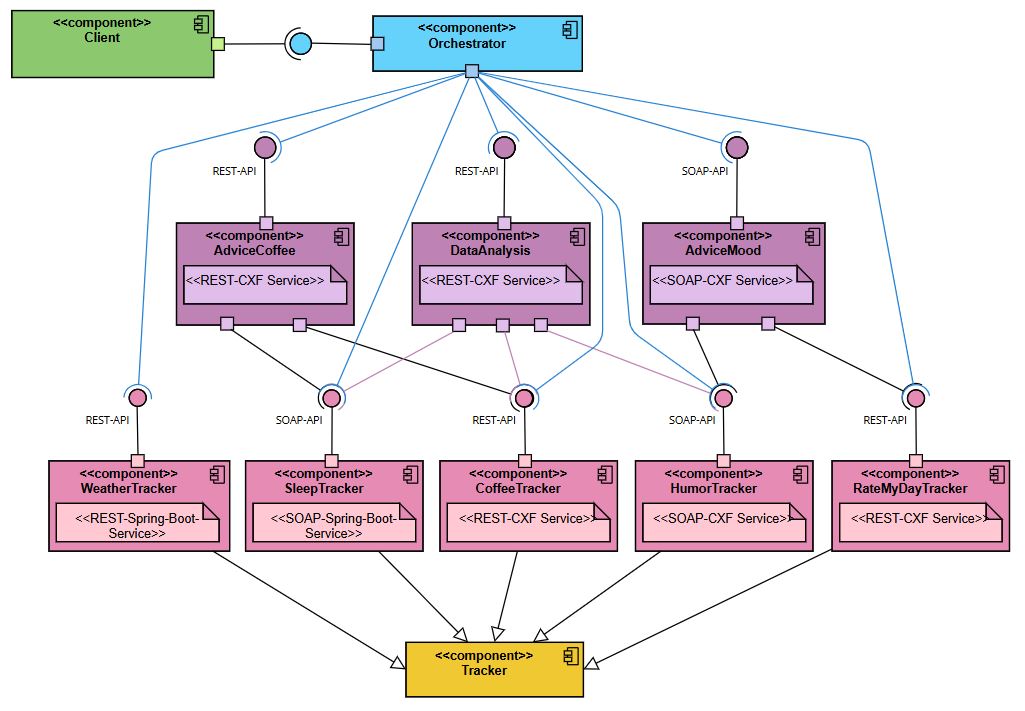 <<component>>
Client
<<component>>
Orchestrator
REST-API
REST-API
SOAP-API
<<component>>
AdviceCoffee
<<REST-CXF Service>>
<<component>>
DataAnalysis
<<REST-CXF Service>>
<<component>>
AdviceMood
<<SOAP-CXF Service>>
REST-API
SOAP-API
REST-API
SOAP-API
REST-API
<<component>>
WeatherTracker
<<REST-Spring-Boot-
Service>>
<<component>>
SleepTracker
<<SOAP-Spring-Boot-
Service>>
<<component>>
CoffeeTracker
<<REST-CXF Service>>
<<component>>
HumorTracker
<<SOAP-CXF Service>>
<<component>>
RateMyDayTracker
<<REST-CXF Service>>
<<component>>
Tracker